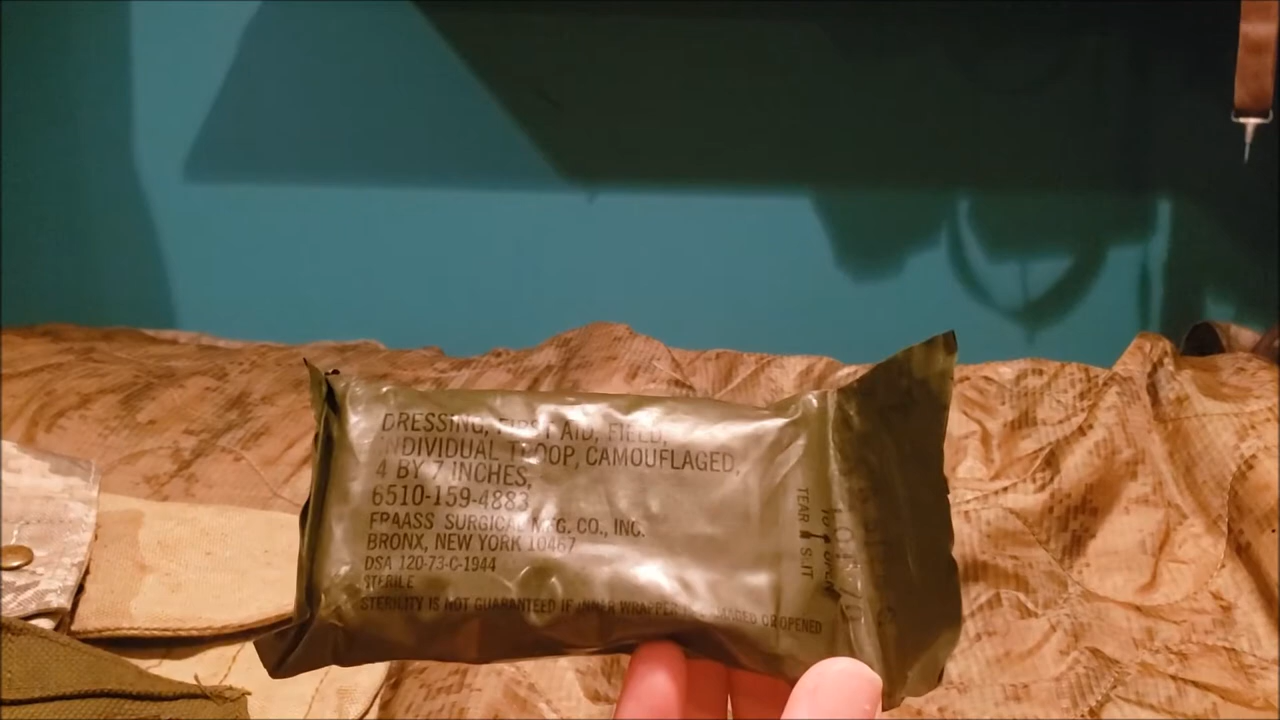 DRESSING, FIRST AID, FIELD,
INDIVIDUAL TROOP, CAMOUFLAGED,
4 BY 7 INCHES,
6510-159-4883
FRAASS SURGICAL MFG. CO., INC.
BRONX, NEW YORK 10467
DSA 120-73-C-1944
STERILE
STERILITY IS NOT GUARANTEED IF INNER WRAPPER IS DAMAGED OR OPENED
TEAR SLIT
TO OPEN